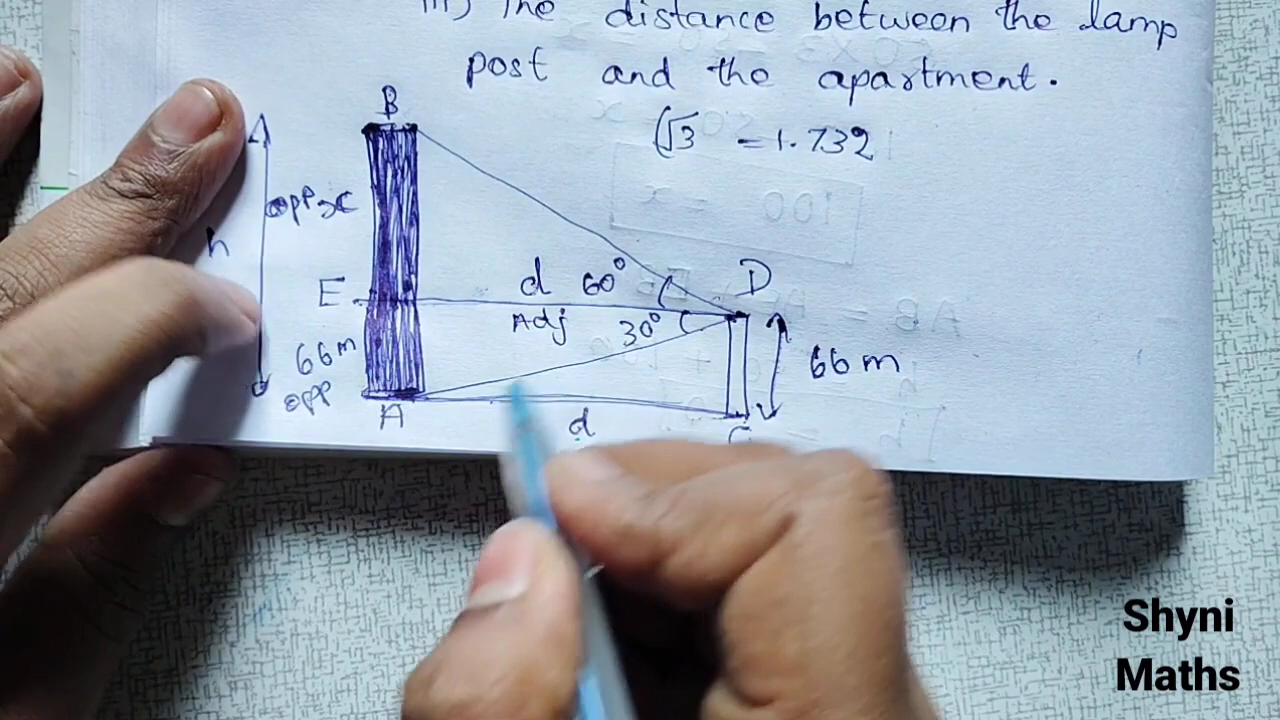 iii) The distance between the lamp
post and the apartment.
(√3 = 1.732
B
opp x
h
E
d 60°
D
Adj 30°
66m
opp
66 m
A
d
C
Shyni
Maths